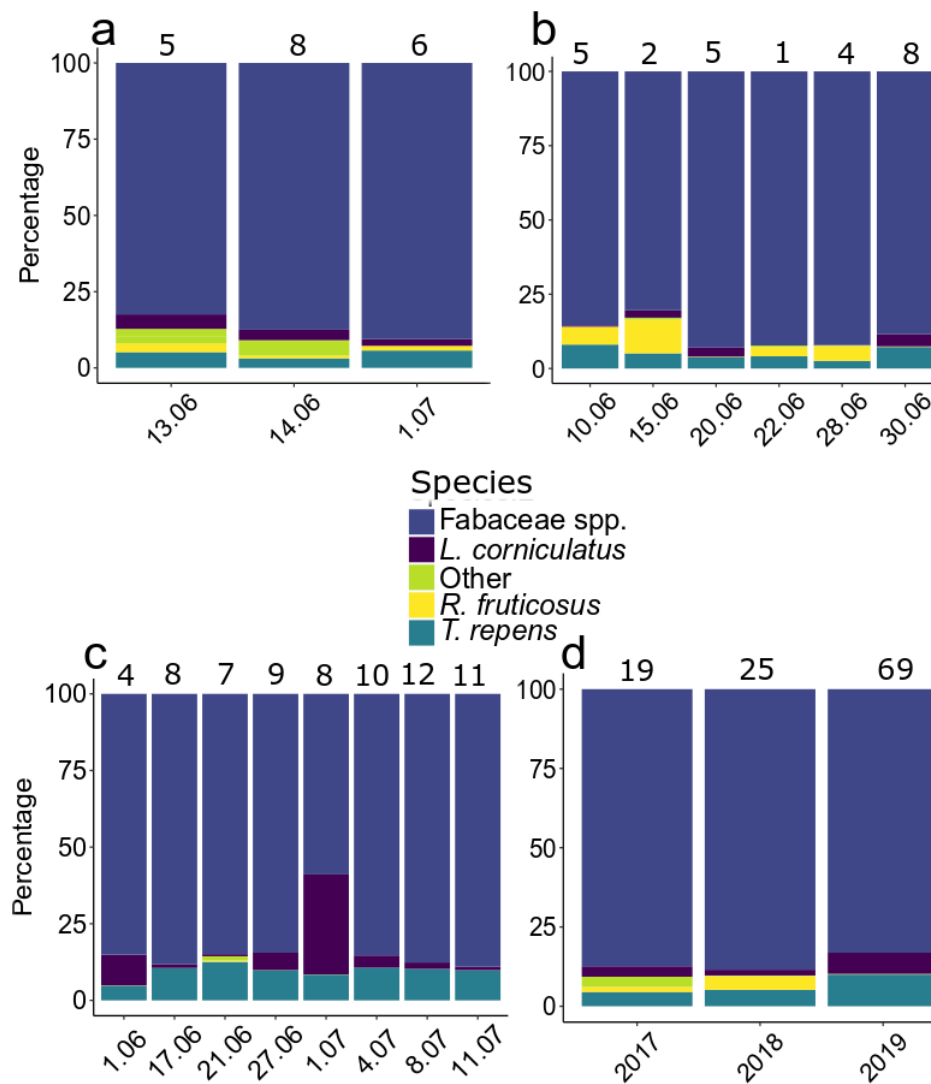 a
5 8 6
100
75
50
25
0
Percentage
13.06 14.06 1.07
b
5 2 5 1 4 8
100
75
50
25
0
10.06 15.06 20.06 22.06 28.06 30.06
Species
Fabaceae spp.
L. corniculatus
Other
R. fruticosus
T. repens
c
4 8 7 9 8 10 12 11
100
75
50
25
0
Percentage
1.06 17.06 21.06 27.06 1.07 4.07 8.07 11.07
d
19 25 69
100
75
50
25
0
2017 2018 2019